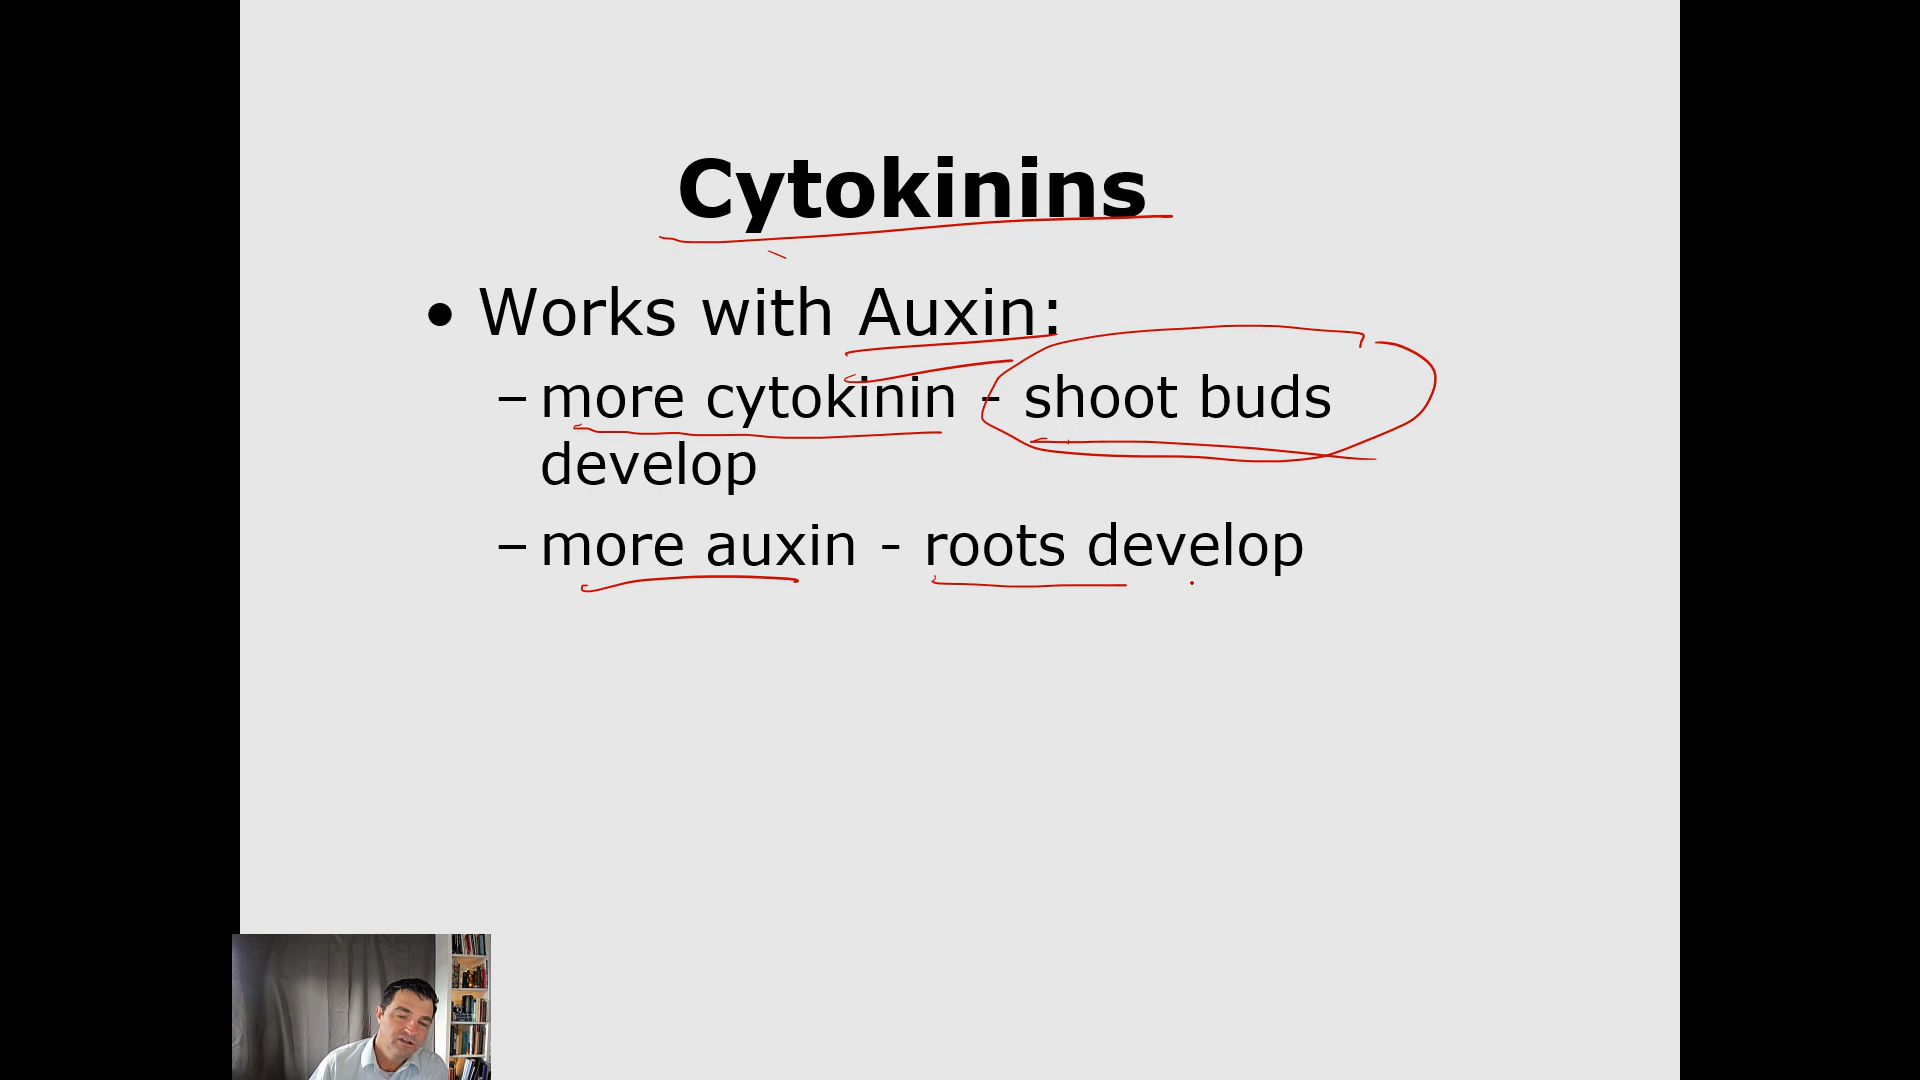 Cytokinins
• Works with Auxin:
– more cytokinin - shoot buds
develop
– more auxin - roots develop